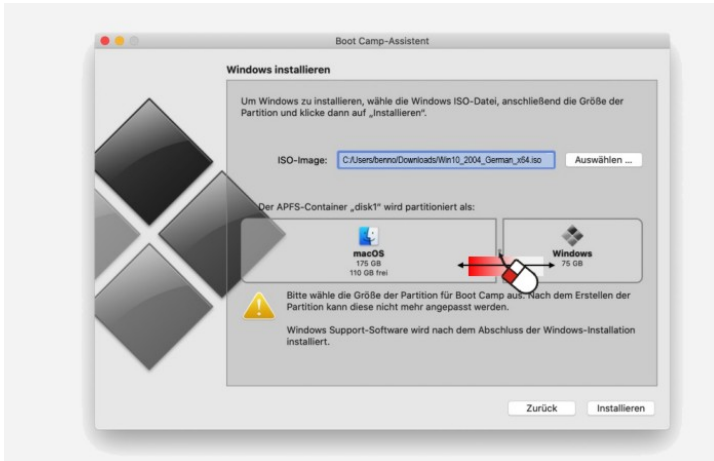 Boot Camp-Assistent
Windows installieren
Um Windows zu installieren, wähle die Windows ISO-Datei, anschließend die Größe der
Partition und klicke dann auf „Installieren".
ISO-Image: C:/Users/benno/Downloads/Win10_2004_German_x64.iso Auswählen ...
Der APFS-Container „disk1" wird partitioniert als:
macOS
175 GB
110 GB frei
Windows
75 GB
Bitte wähle die Größe der Partition für Boot Camp aus. Nach dem Erstellen der
Partition kann diese nicht mehr angepasst werden.
Windows Support-Software wird nach dem Abschluss der Windows-Installation
installiert.
Zurück Installieren